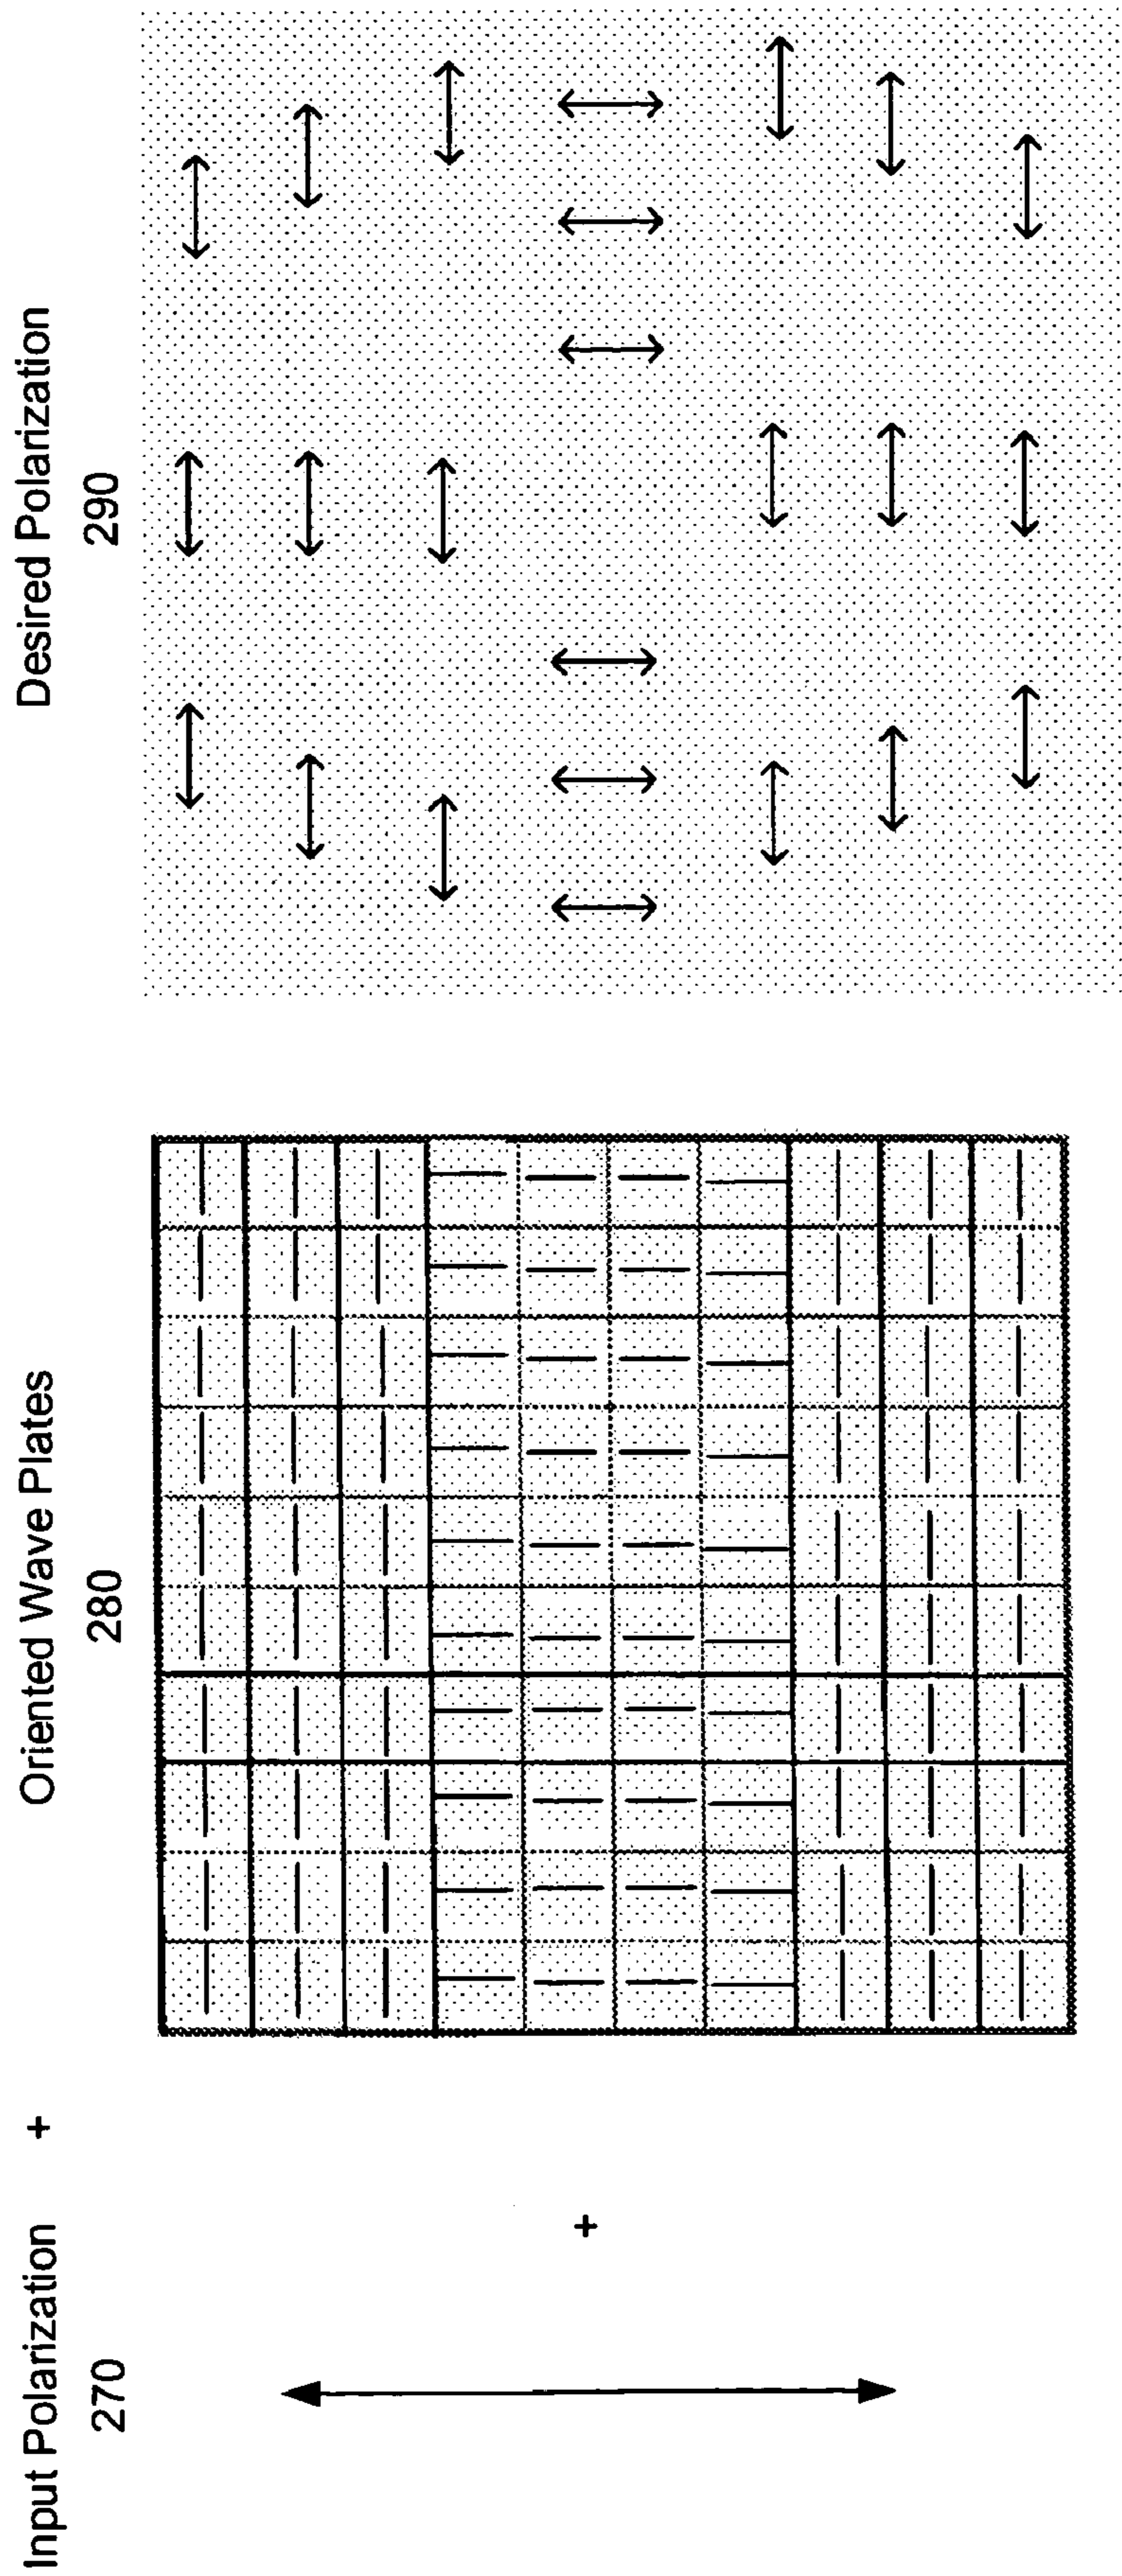 Input Polarization + Oriented Wave Plates Desired Polarization
270 280 290
+